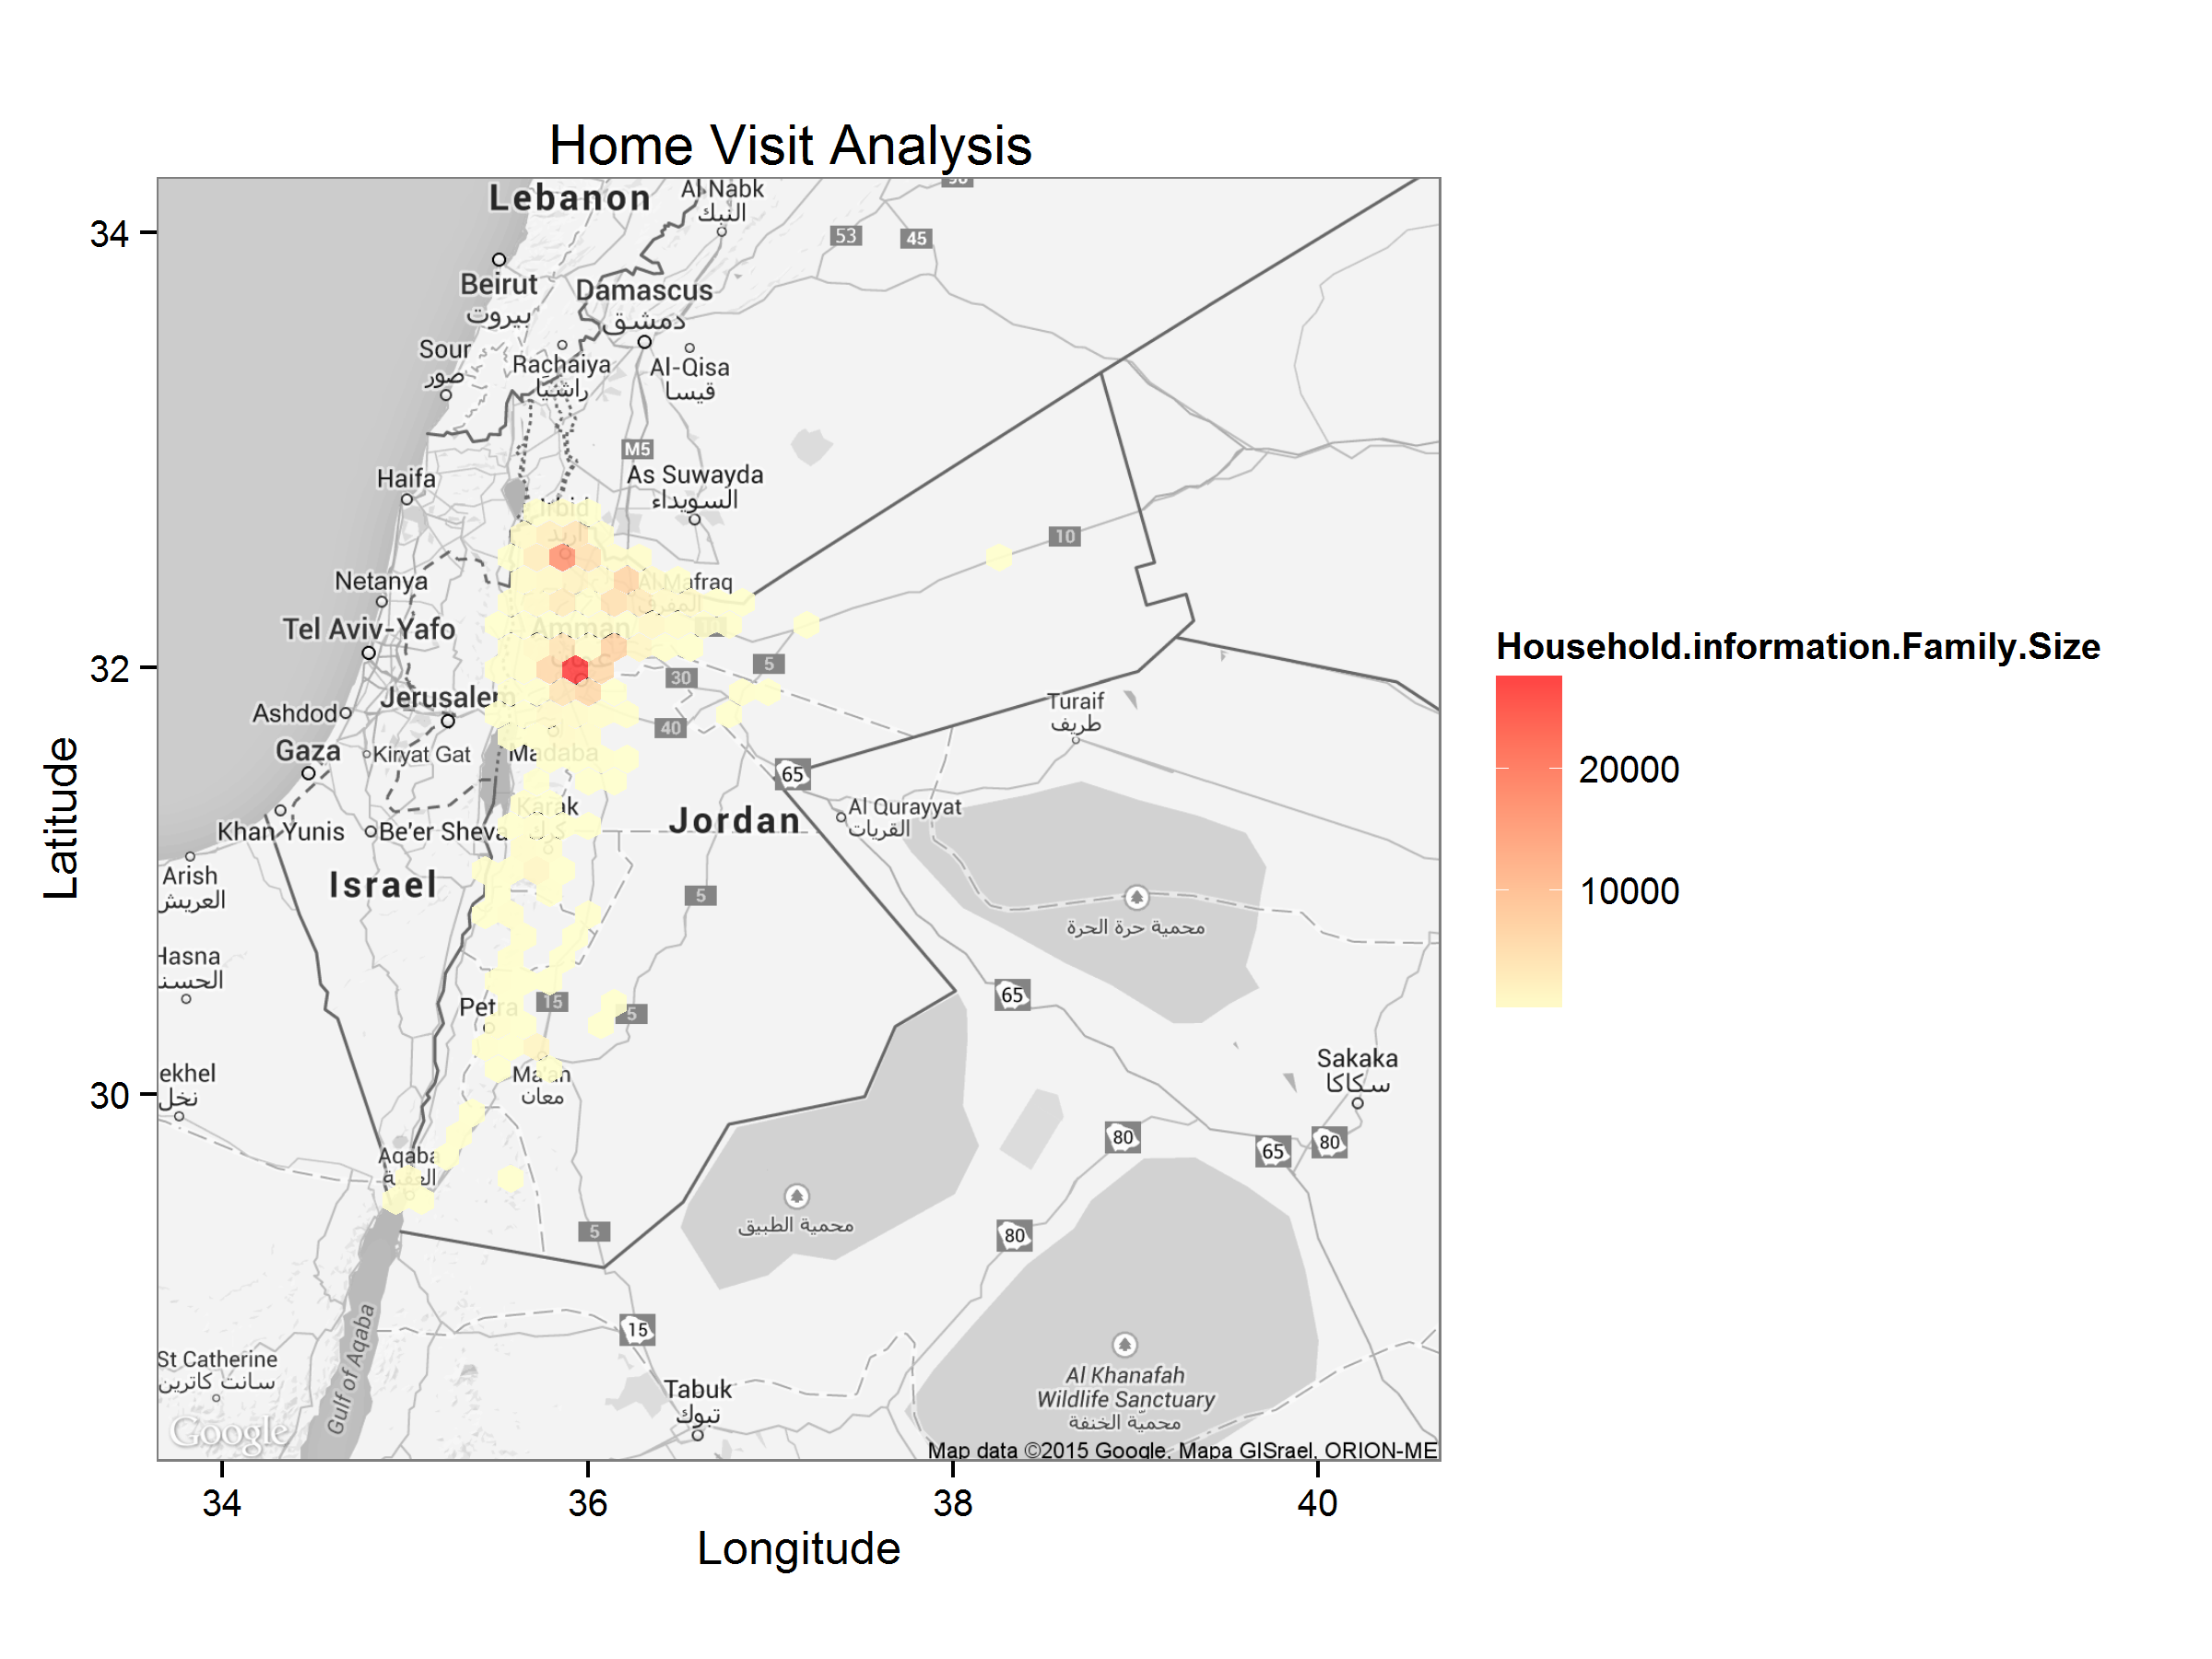 Home Visit Analysis
Lebanon
Al Nabk
النبك
53
45
Beirut
بيروت
Damascus
دمشق
Sour
صور
Rachaiya
راشيا
Al-Qisa
قيسا
M5
Haifa
As Suwayda
السويداء
Irbid
اربد
10
Netanya
Al Mafraq
المفرق
Tel Aviv-Yafo
Amman
10
30
5
Jerusalem
Ashdod
40
Turaif
طريف
Gaza
Kiryat Gat
Madaba
65
Karak
كرك
Jordan
Al Qurayyat
القريات
Khan Yunis
Be'er Sheva
Arish
العريش
Israel
5
محمية حرة الحرة
Hasna
الحسن
65
Petra
15
5
Ma'an
معان
Sakaka
سكاكا
ekhel
نخل
80
65
80
Aqaba
العقبة
محمية الطبيق
5
80
15
Gulf of Aqaba
St Catherine
سانت كاترين
Tabuk
تبوك
Al Khanafah
Wildlife Sanctuary
محمية الخنفة
Google
Map data ©2015 Google, Mapa GISrael, ORION-ME
34
32
30
Latitude
34
36
38
40
Longitude
Household.information.Family.Size
20000
10000